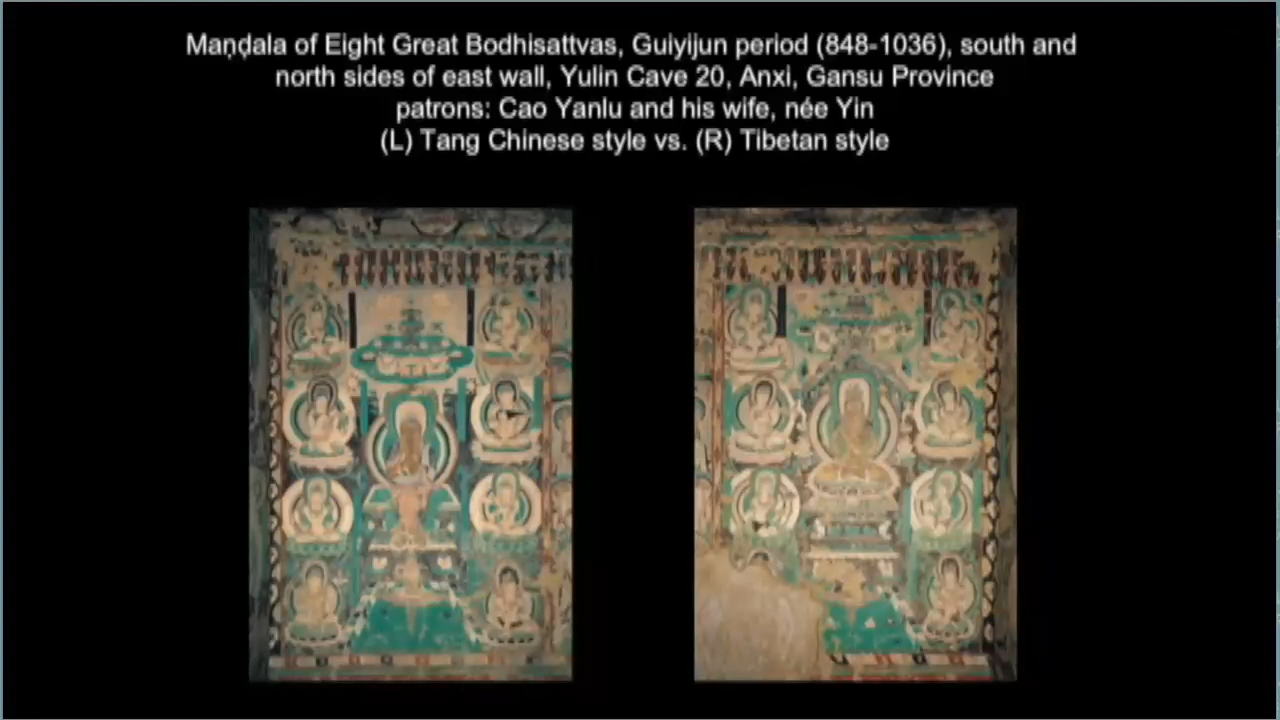 Maṇḍala of Eight Great Bodhisattvas, Guiyijun period (848-1036), south and
north sides of east wall, Yulin Cave 20, Anxi, Gansu Province
patrons: Cao Yanlu and his wife, née Yin
(L) Tang Chinese style vs. (R) Tibetan style